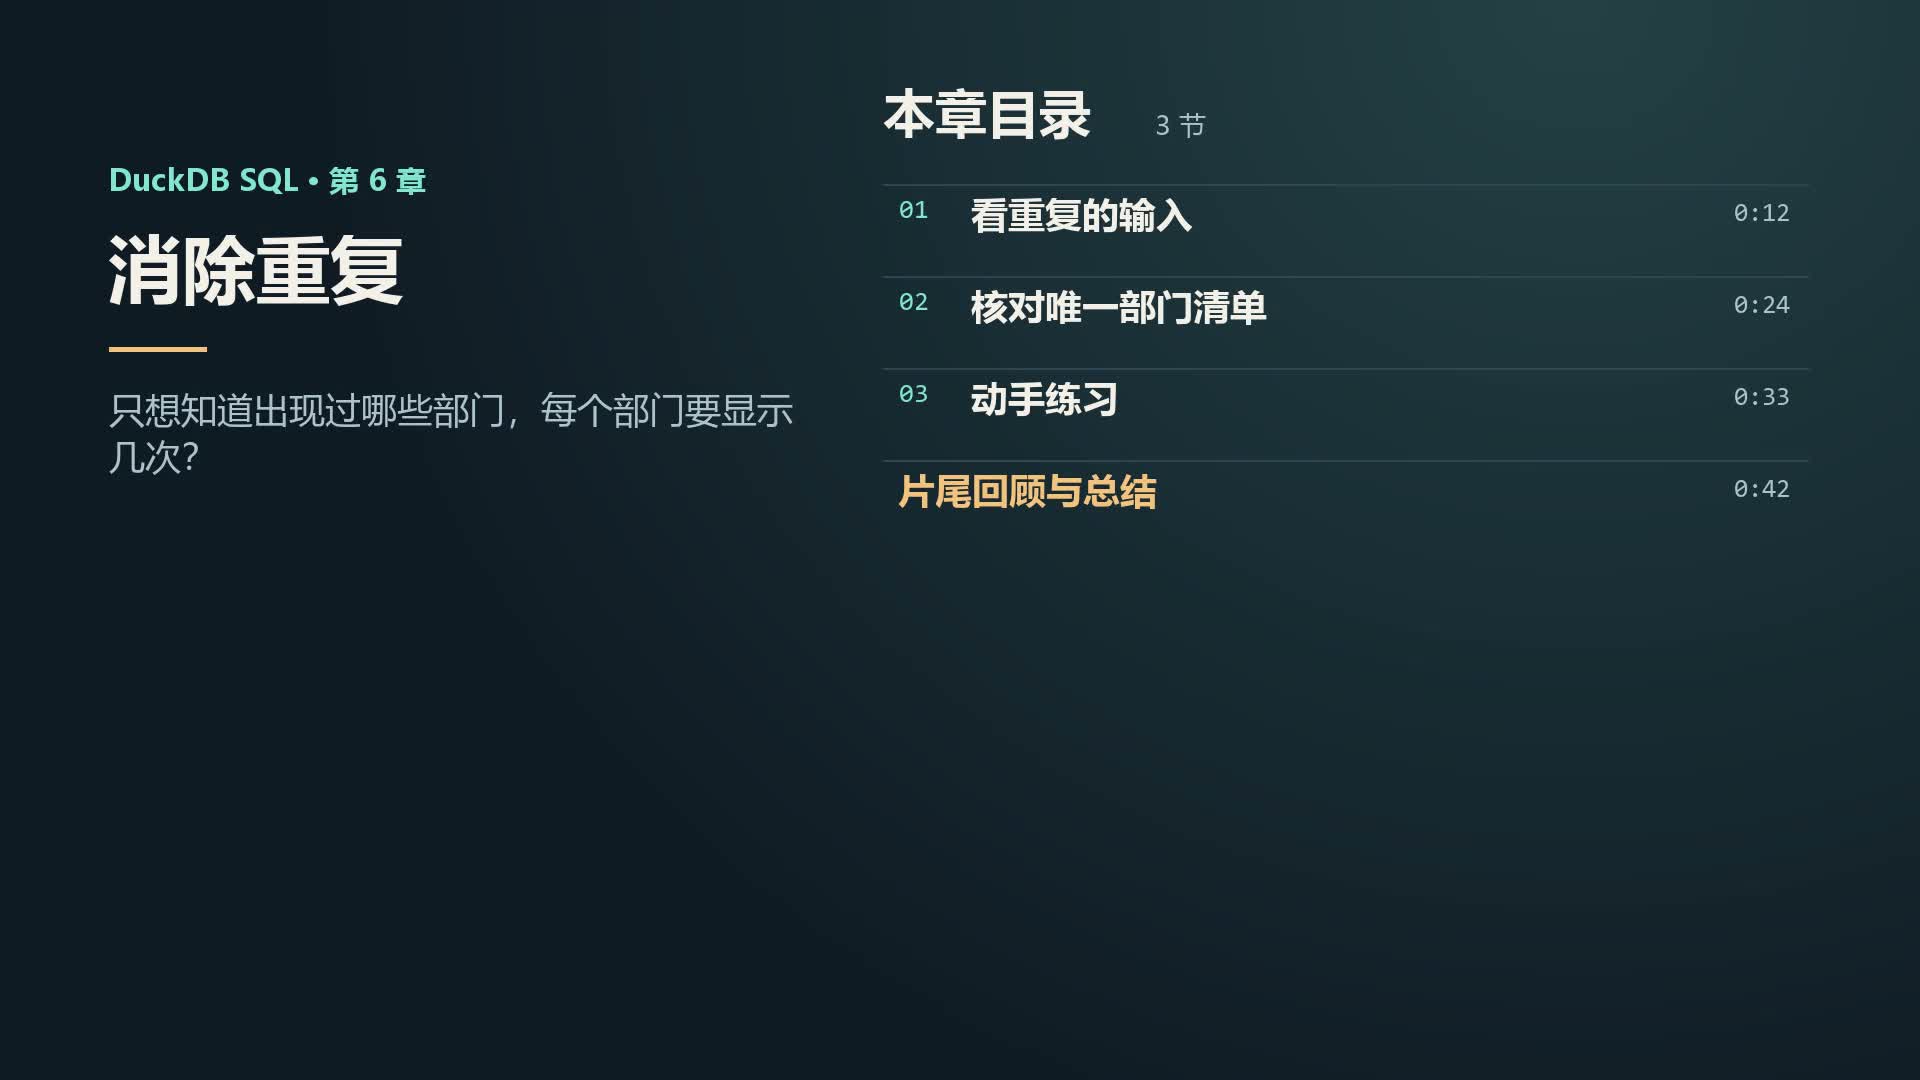 DuckDB SQL • 第 6 章
消除重复
只想知道出现过哪些部门，每个部门要显示
几次？
本章目录 3 节
01 看重复的输入 0:12
02 核对唯一部门清单 0:24
03 动手练习 0:33
片尾回顾与总结 0:42